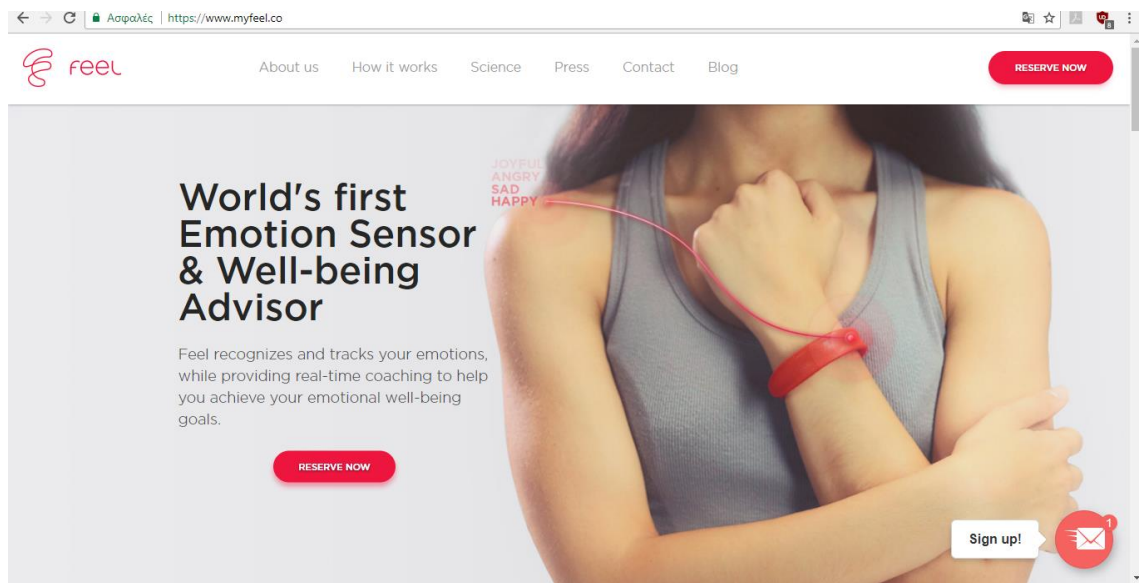 Ασφαλές https://www.myfeel.co
8
feel
About us How it works Science Press Contact Blog
RESERVE NOW
JOYFUL
ANGRY
SAD
HAPPY
World's first
Emotion Sensor
& Well-being
Advisor
Feel recognizes and tracks your emotions,
while providing real-time coaching to help
you achieve your emotional well-being
goals.
RESERVE NOW
Sign up!
1